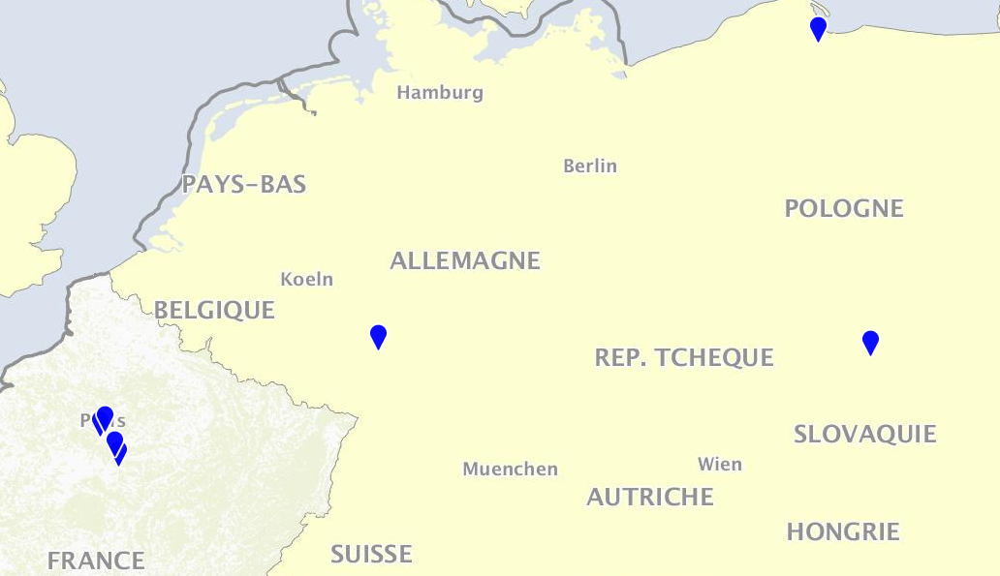 Hamburg
Berlin
PAYS-BAS
POLOGNE
ALLEMAGNE
Koeln
BELGIQUE
REP. TCHEQUE
SLOVAQUIE
Muenchen
Wien
AUTRICHE
HONGRIE
SUISSE
FRANCE